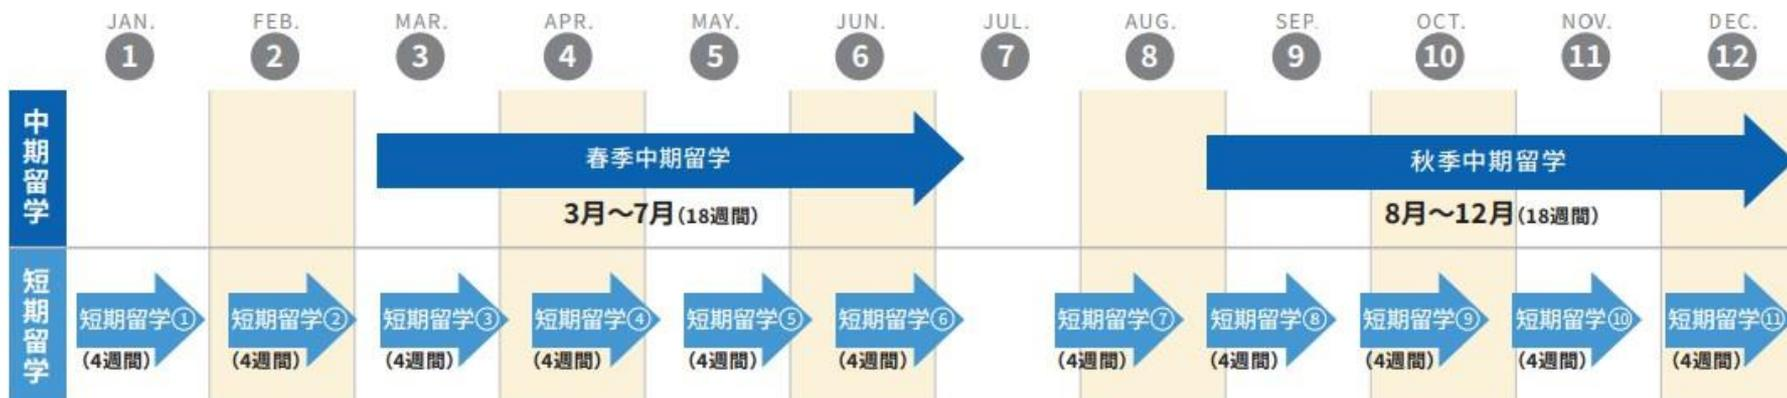 JAN. FEB. MAR. APR. MAY. JUN. JUL. AUG. SEP. OCT. NOV. DEC.
1 2 3 4 5 6 7 8 9 10 11 12
中期留学
春季中期留学
3月〜7月(18週間)
秋季中期留学
8月〜12月(18週間)
短期留学
短期留学① 短期留学② 短期留学③ 短期留学④ 短期留学⑤ 短期留学⑥ 短期留学⑦ 短期留学⑧ 短期留学⑨ 短期留学⑩ 短期留学⑪
(4週間) (4週間) (4週間) (4週間) (4週間) (4週間) (4週間) (4週間) (4週間) (4週間) (4週間)